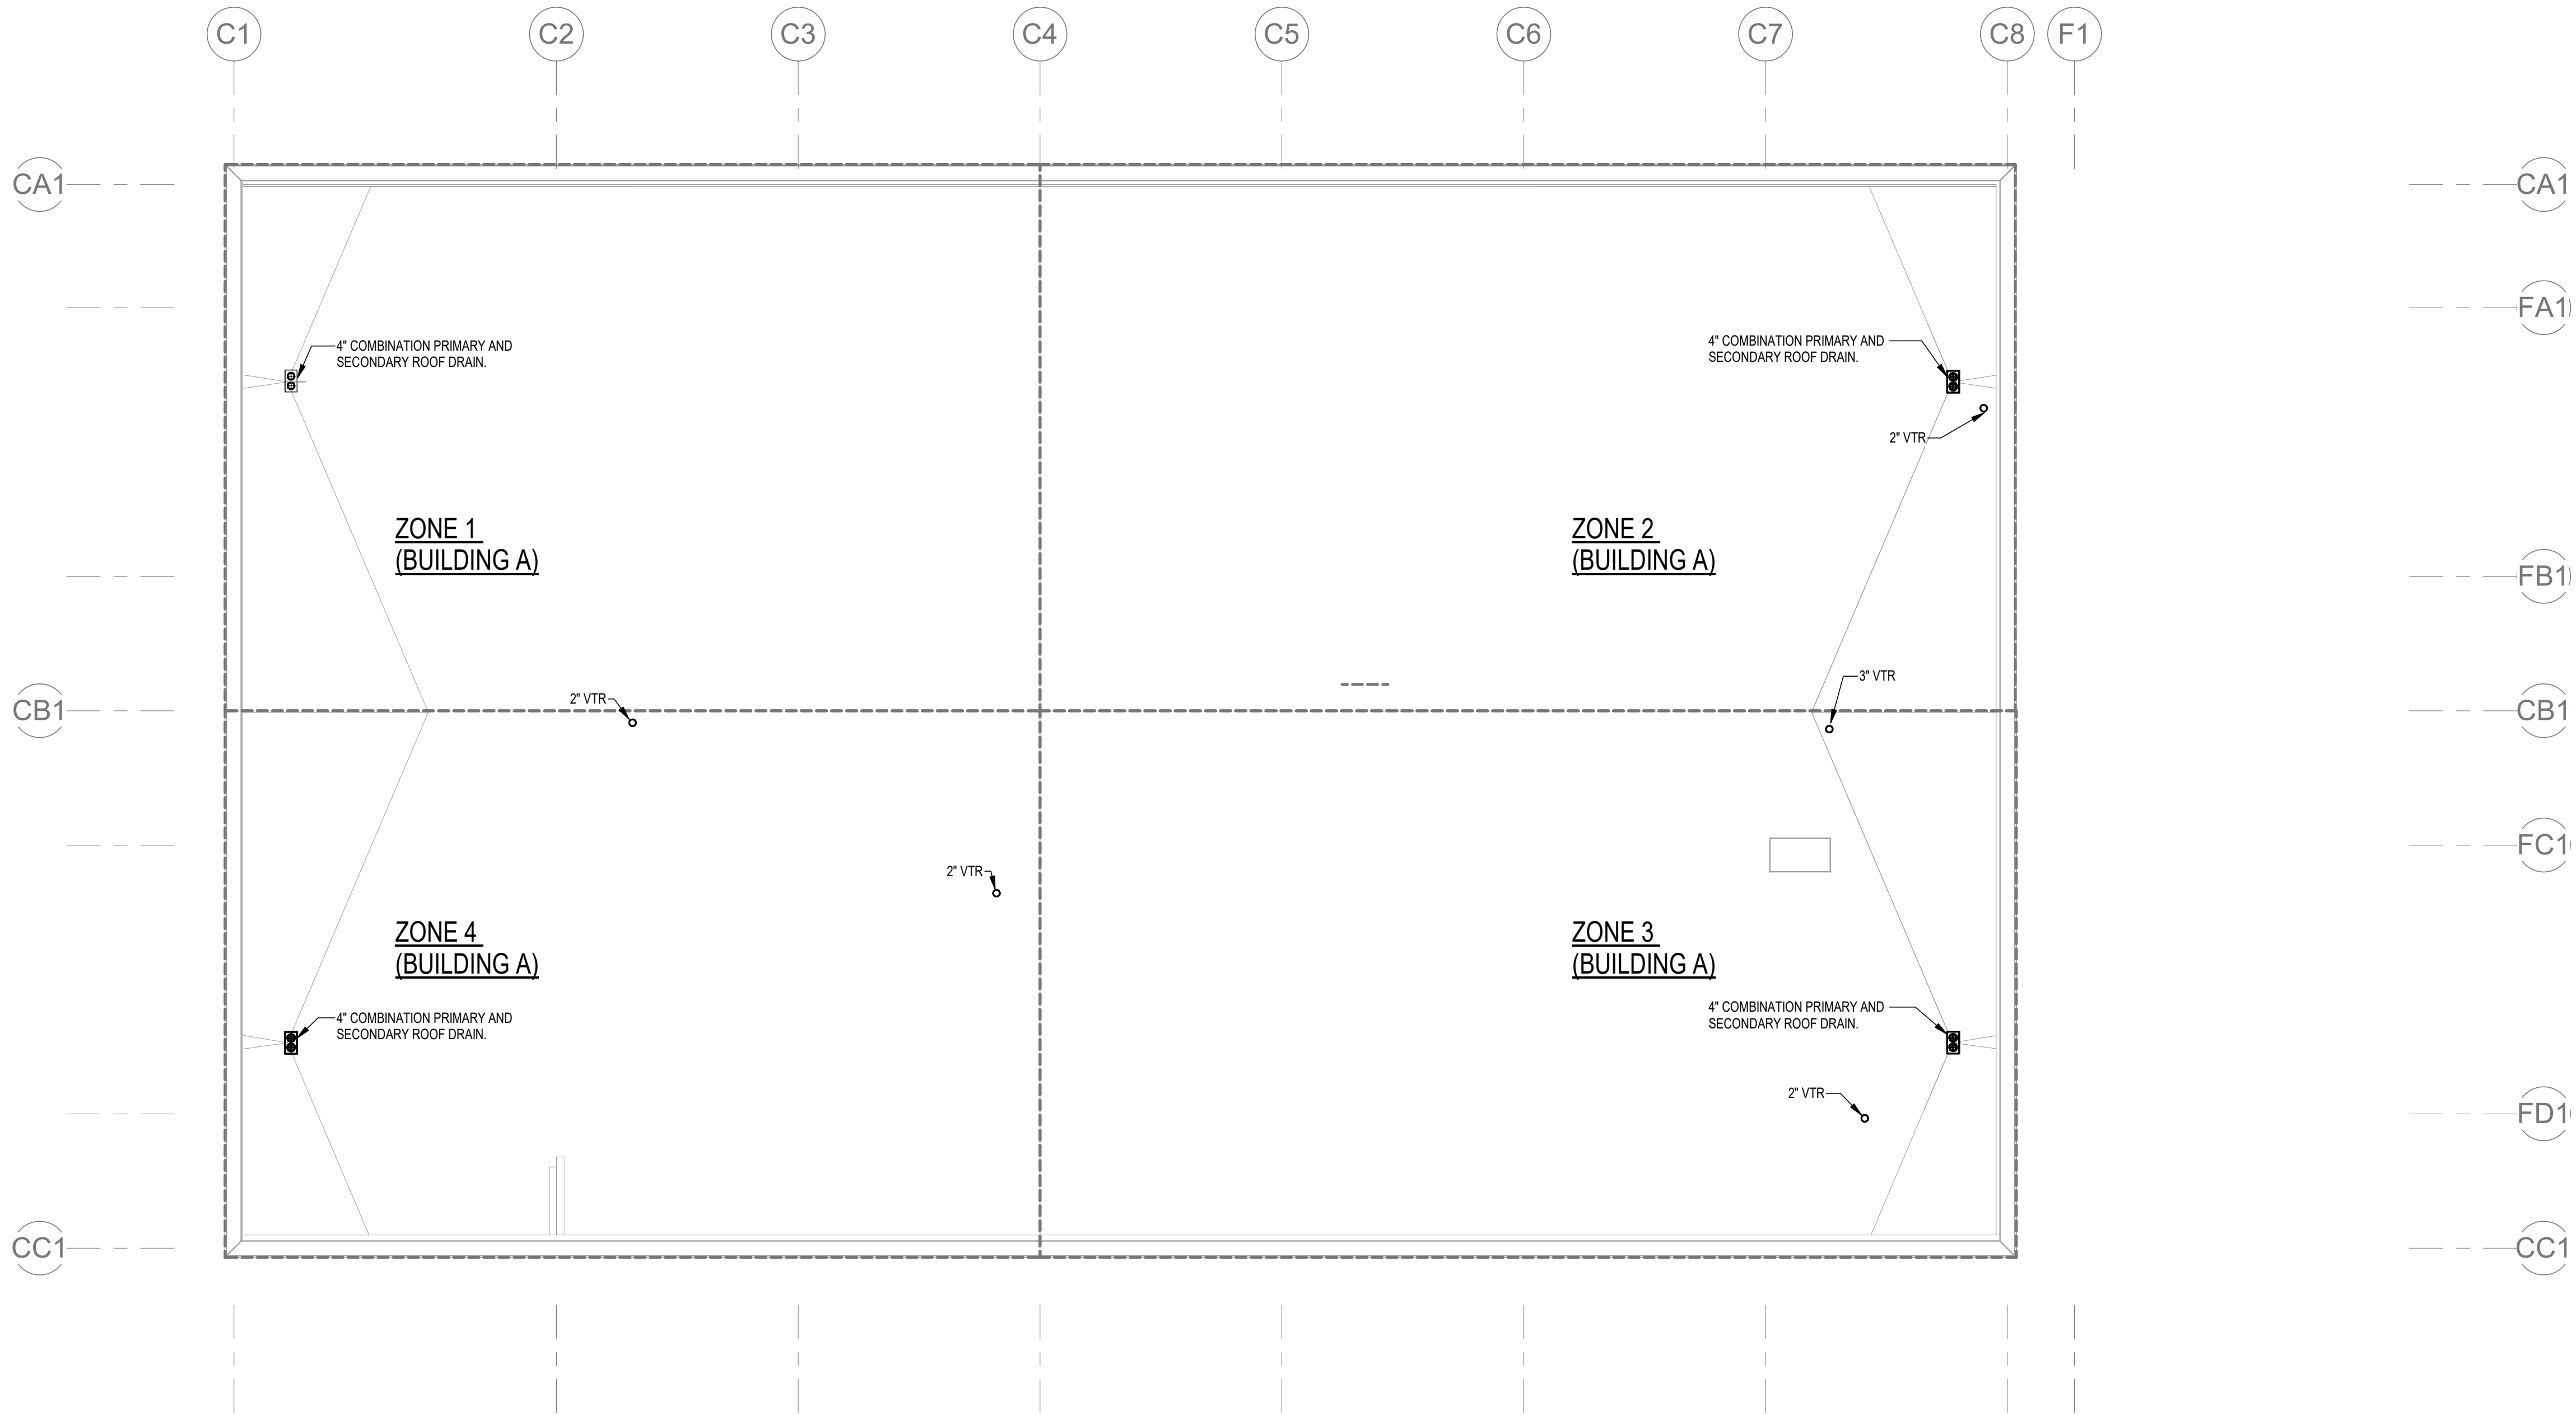 C1
C2
C3
C4
C5
C6
C7
C8
F1
CA1
CA1
FA1
4" COMBINATION PRIMARY AND
SECONDARY ROOF DRAIN.
4" COMBINATION PRIMARY AND
SECONDARY ROOF DRAIN.
2" VTR
ZONE 1
(BUILDING A)
ZONE 2
(BUILDING A)
FB1
3" VTR
2" VTR
CB1
CB1
FC1
2" VTR
ZONE 4
(BUILDING A)
ZONE 3
(BUILDING A)
4" COMBINATION PRIMARY AND
SECONDARY ROOF DRAIN.
4" COMBINATION PRIMARY AND
SECONDARY ROOF DRAIN.
2" VTR
FD1
CC1
CC1